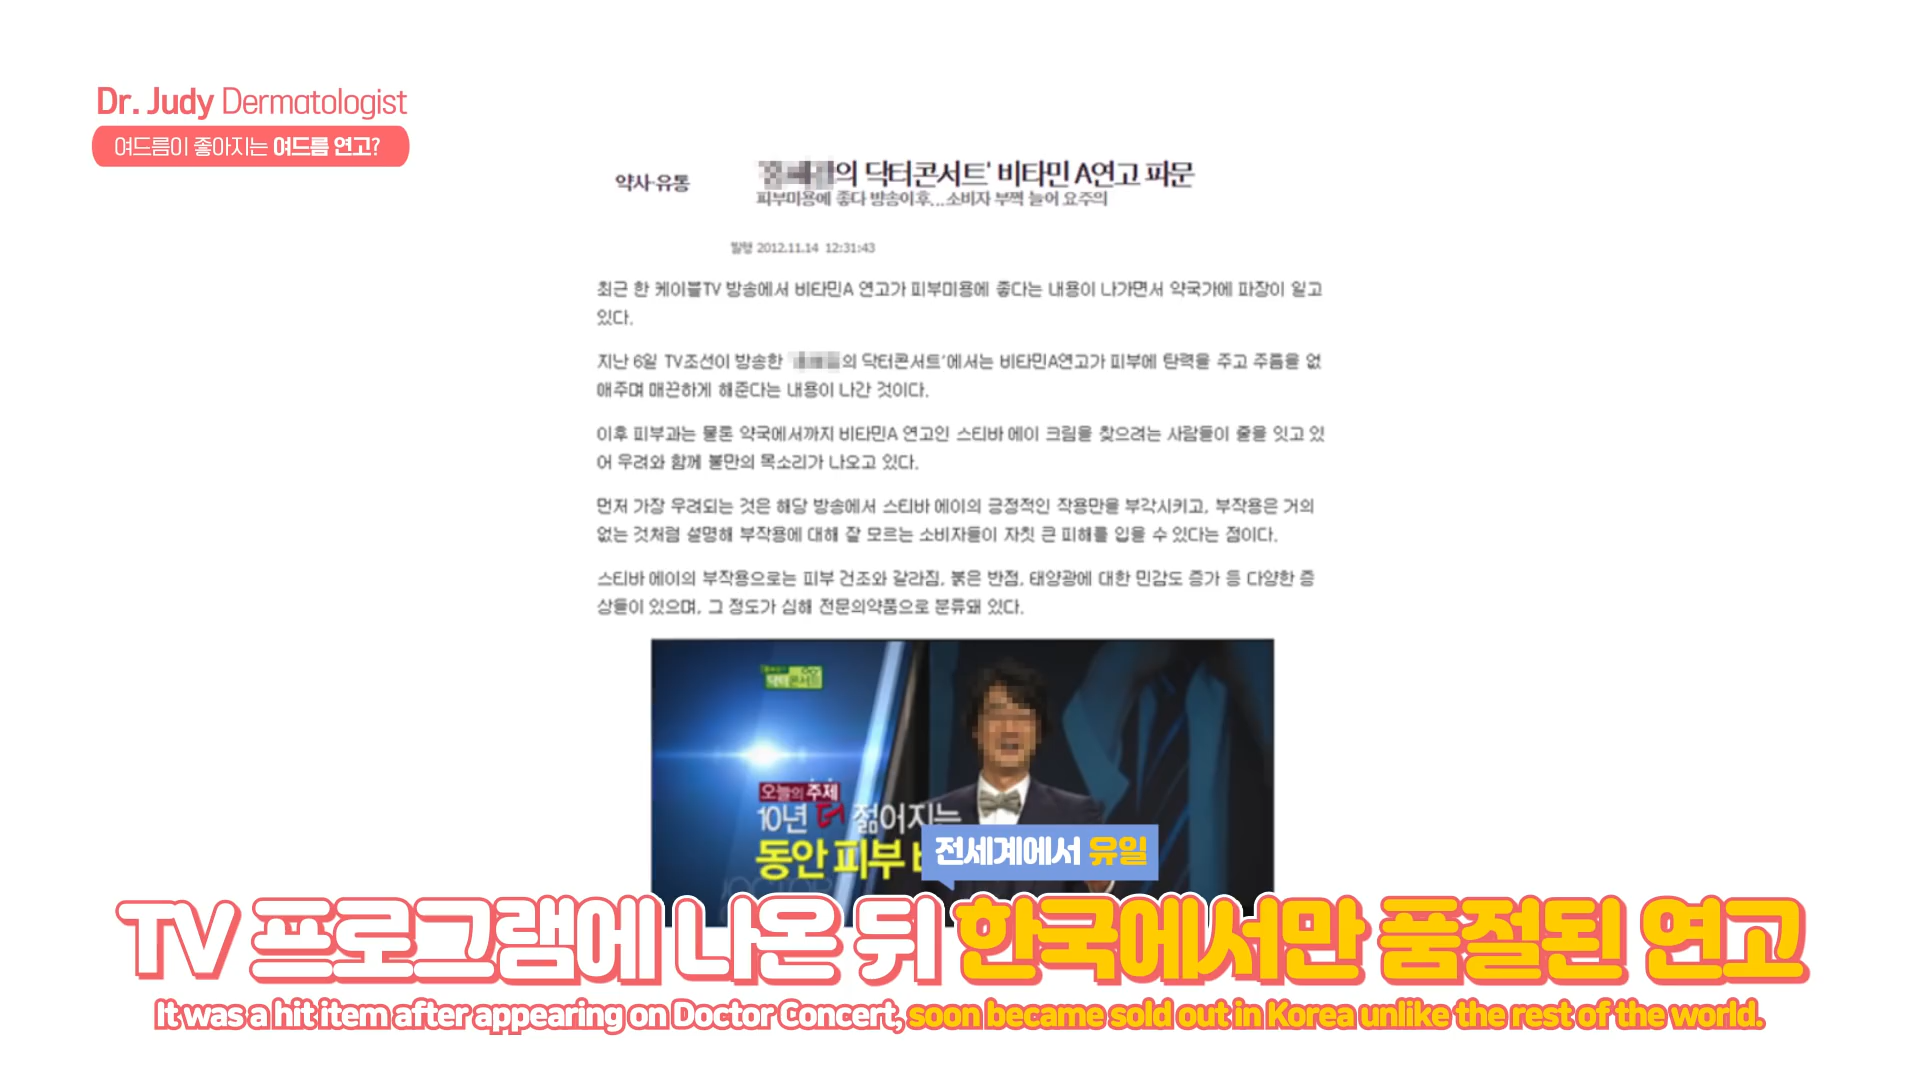 Dr. Judy Dermatologist
여드름이 좋아지는 여드름 연고?
약사·유통
의 닥터콘서트' 비타민 A연고 파문
피부미용에 좋다 방송이후...소비자 부쩍 늘어 요주의
발행 2012.11.14 12:31:43
최근 한 케이블TV 방송에서 비타민A 연고가 피부미용에 좋다는 내용이 나가면서 약국가에 파장이 일고
있다.
지난 6일 TV조선이 방송한 '의 닥터콘서트'에서는 비타민A연고가 피부에 탄력을 주고 주름을 없
애주며 매끈하게 해준다는 내용이 나간 것이다.
이후 피부과는 물론 약국에서까지 비타민A 연고인 스티바 에이 크림을 찾으려는 사람들이 줄을 잇고 있
어 우려와 함께 불만의 목소리가 나오고 있다.
먼저 가장 우려되는 것은 해당 방송에서 스티바 에이의 긍정적인 작용만을 부각시키고, 부작용은 거의
없는 것처럼 설명해 부작용에 대해 잘 모르는 소비자들이 자칫 큰 피해를 입을 수 있다는 점이다.
스티바 에이의 부작용으로는 피부 건조와 갈라짐, 붉은 반점, 태양광에 대한 민감도 증가 등 다양한 증
상들이 있으며, 그 정도가 심해 전문의약품으로 분류돼 있다.
닥터콘서트
오늘의 주제
10년 더 젊어지는
동안 피부
전세계에서 유일
TV 프로그램에 나온 뒤 한국에서만 품절된 연고
It was a hit item after appearing on Doctor Concert, soon became sold out in Korea unlike the rest of the world.